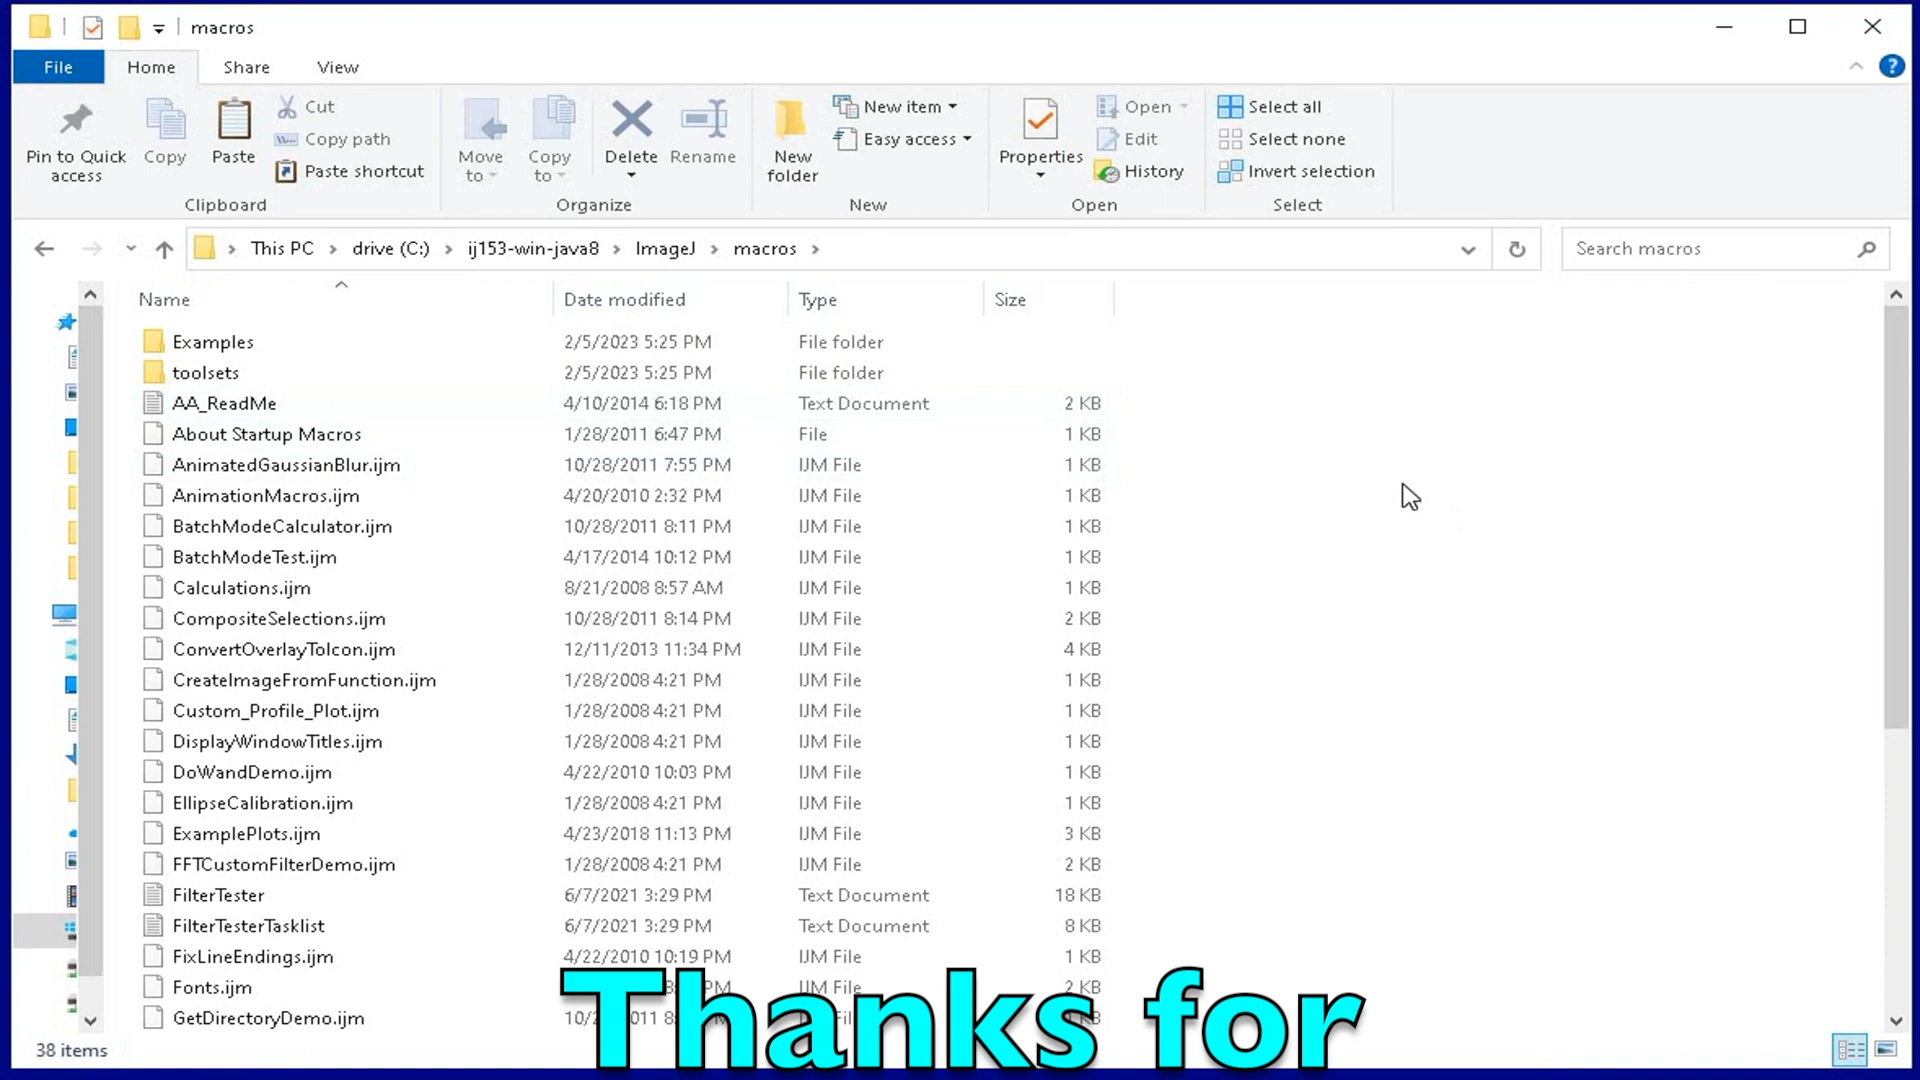 macros
File Home Share View
Pin to Quick access
Copy
Paste
Cut
Copy path
Paste shortcut
Clipboard
Move to
Copy to
Delete
Rename
Organize
New folder
New item
Easy access
New
Properties
Open
Edit
History
Open
Select all
Select none
Invert selection
Select
This PC > drive (C:) > ij153-win-java8 > ImageJ > macros >
Search macros
Name Date modified Type Size
Examples 2/5/2023 5:25 PM File folder
toolsets 2/5/2023 5:25 PM File folder
AA_ReadMe 4/10/2014 6:18 PM Text Document 2 KB
About Startup Macros 1/28/2011 6:47 PM File 1 KB
AnimatedGaussianBlur.ijm 10/28/2011 7:55 PM IJM File 1 KB
AnimationMacros.ijm 4/20/2010 2:32 PM IJM File 1 KB
BatchModeCalculator.ijm 10/28/2011 8:11 PM IJM File 1 KB
BatchModeTest.ijm 4/17/2014 10:12 PM IJM File 1 KB
Calculations.ijm 8/21/2008 8:57 AM IJM File 1 KB
CompositeSelections.ijm 10/28/2011 8:14 PM IJM File 2 KB
ConvertOverlayToIcon.ijm 12/11/2013 11:34 PM IJM File 4 KB
CreateImageFromFunction.ijm 1/28/2008 4:21 PM IJM File 1 KB
Custom_Profile_Plot.ijm 1/28/2008 4:21 PM IJM File 1 KB
DisplayWindowTitles.ijm 1/28/2008 4:21 PM IJM File 1 KB
DoWandDemo.ijm 4/22/2010 10:03 PM IJM File 1 KB
EllipseCalibration.ijm 1/28/2008 4:21 PM IJM File 1 KB
ExamplePlots.ijm 4/23/2018 11:13 PM IJM File 3 KB
FFTCustomFilterDemo.ijm 1/28/2008 4:21 PM IJM File 2 KB
FilterTester 6/7/2021 3:29 PM Text Document 18 KB
FilterTesterTasklist 6/7/2021 3:29 PM Text Document 8 KB
FixLineEndings.ijm 4/22/2010 10:19 PM IJM File 1 KB
Fonts.ijm PM 2 KB
GetDirectoryDemo.ijm KB
Thanks for
38 items